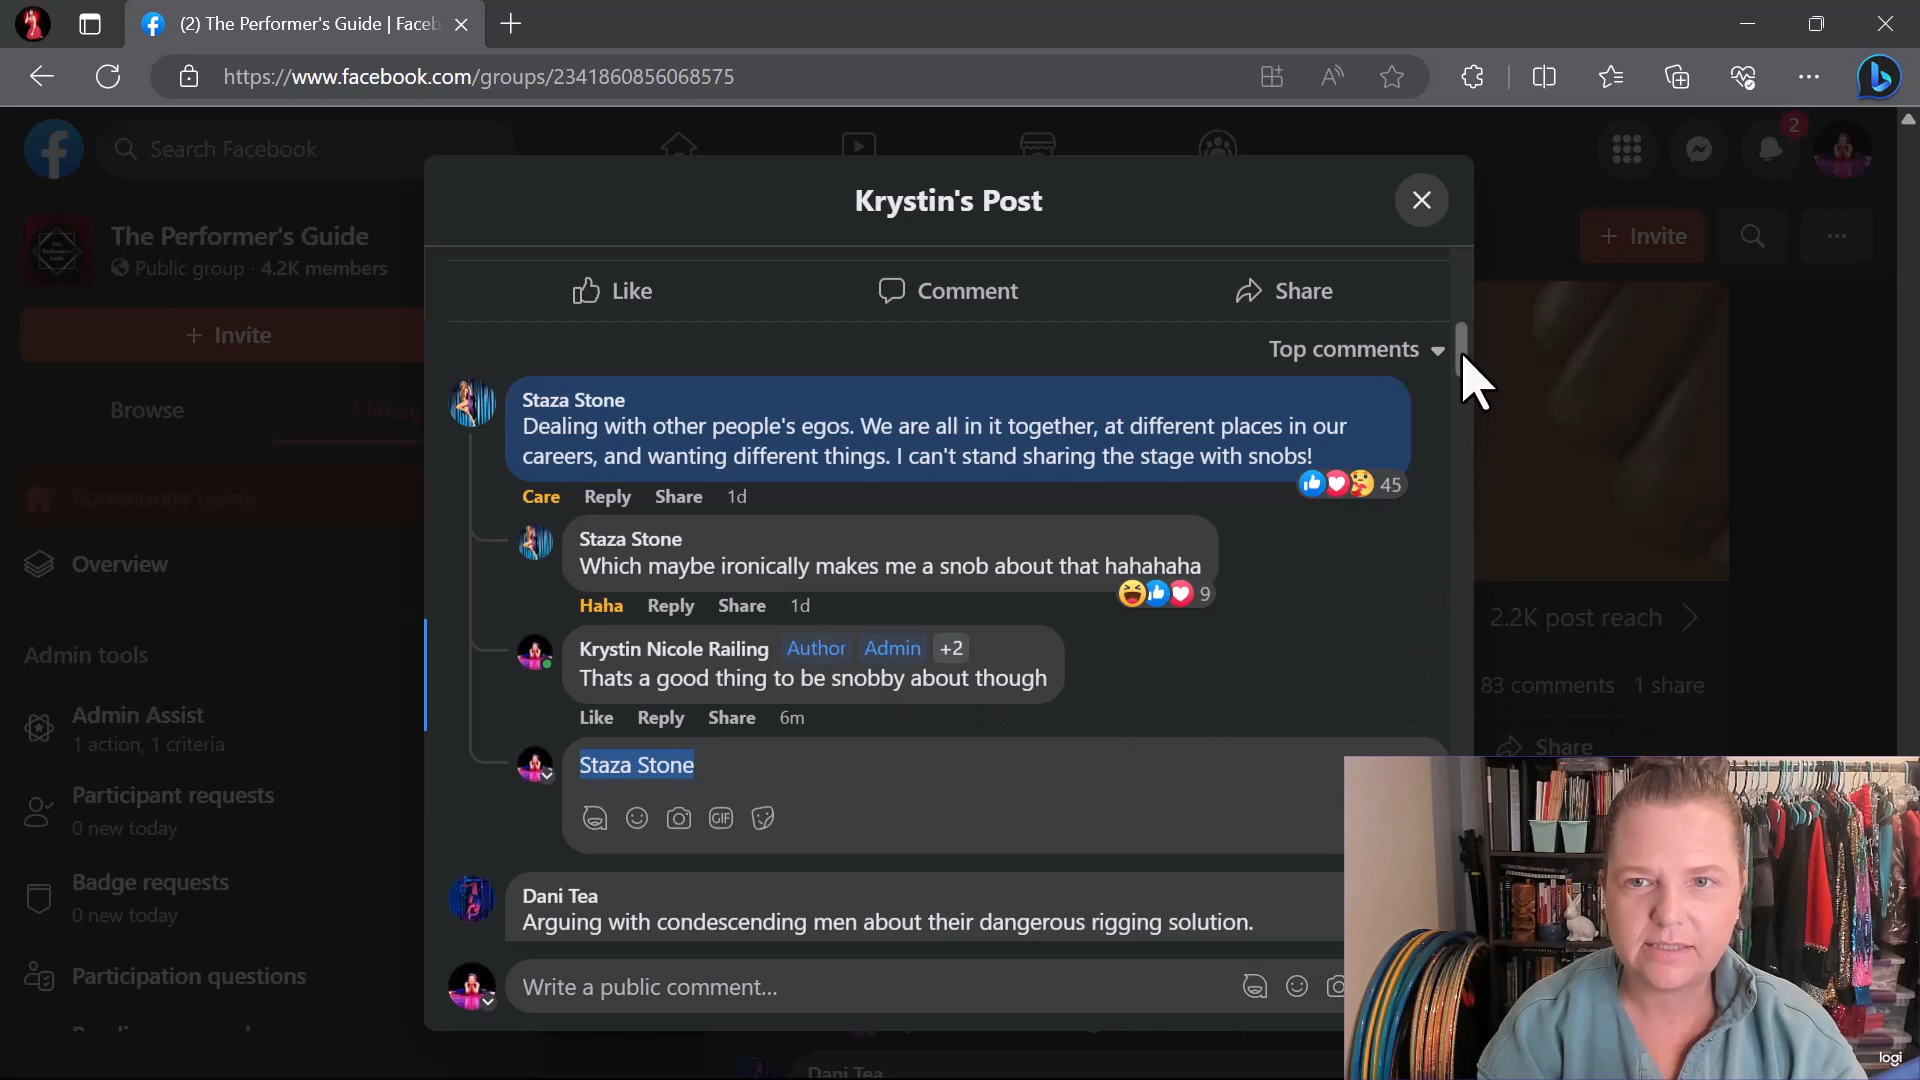 (2) The Performer's Guide | Faceb
https://www.facebook.com/groups/2341860856068575
Search Facebook
2
The Performer's Guide
Public group · 4.2K members
+ Invite
Browse
Manag
Community home
Overview
Admin tools
Admin Assist
1 action, 1 criteria
Participant requests
0 new today
Badge requests
0 new today
Participation questions
Krystin's Post
Like
Comment
Share
Top comments
Staza Stone
Dealing with other people's egos. We are all in it together, at different places in our
careers, and wanting different things. I can't stand sharing the stage with snobs!
45
Care Reply Share 1d
Staza Stone
Which maybe ironically makes me a snob about that hahahaha
9
Haha Reply Share 1d
Krystin Nicole Railing Author Admin +2
Thats a good thing to be snobby about though
Like Reply Share 6m
Staza Stone
GIF
Dani Tea
Arguing with condescending men about their dangerous rigging solution.
Write a public comment...
Dani Tea
+ Invite
2.2K post reach
83 comments 1 share
Share
logi